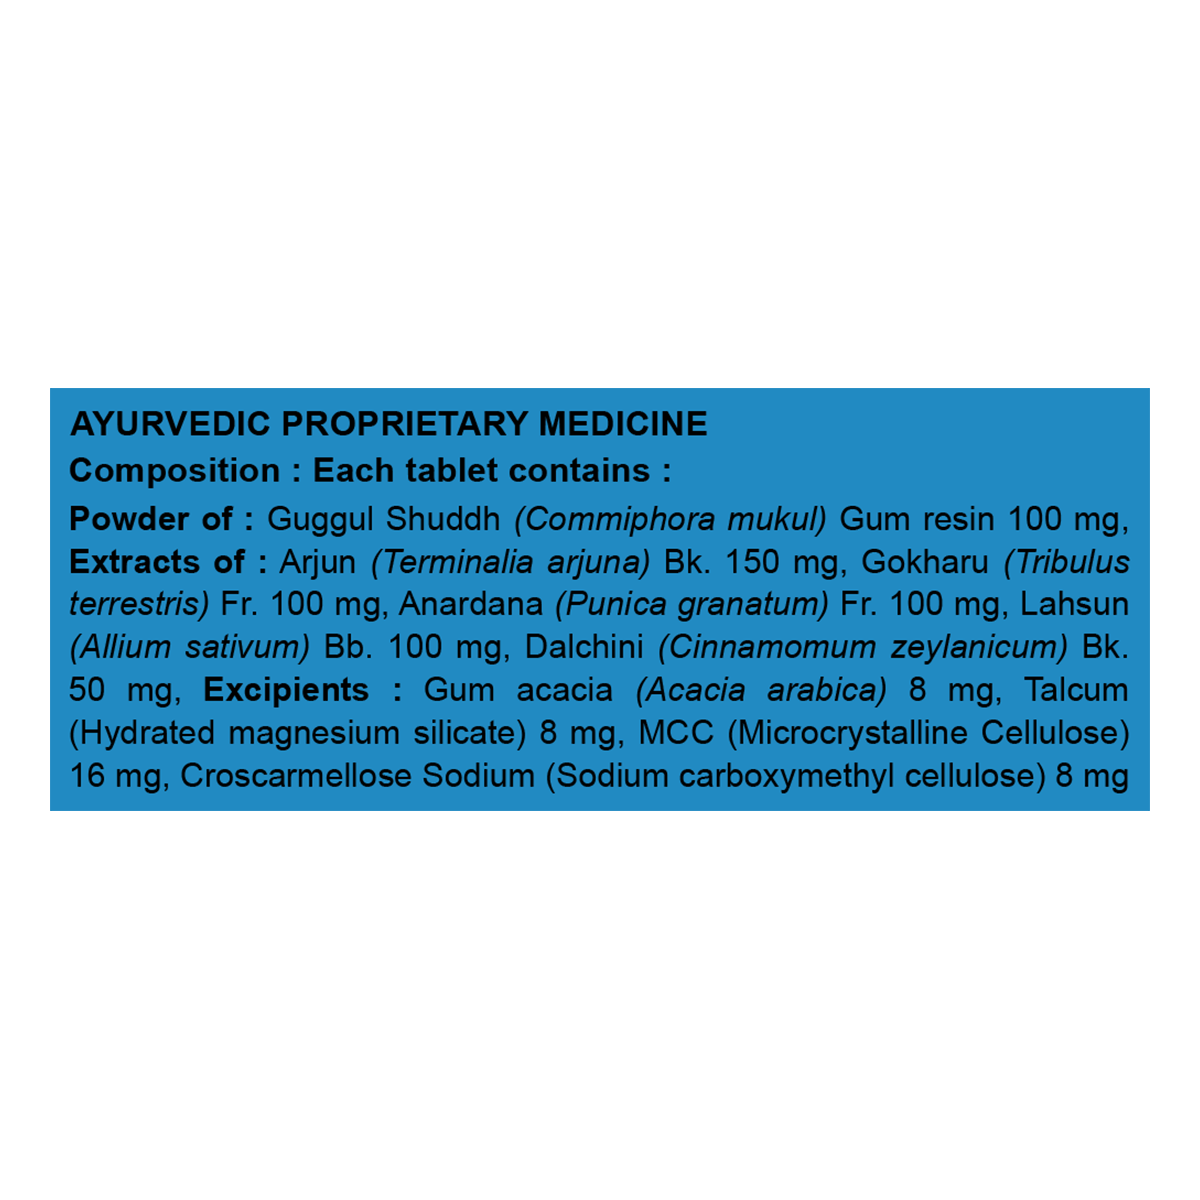 AYURVEDIC PROPRIETARY MEDICINE
Composition : Each tablet contains :
Powder of : Guggul Shuddh (Commiphora mukul) Gum resin 100 mg,
Extracts of : Arjun (Terminalia arjuna) Bk. 150 mg, Gokharu (Tribulus
terrestris) Fr. 100 mg, Anardana (Punica granatum) Fr. 100 mg, Lahsun
(Allium sativum) Bb. 100 mg, Dalchini (Cinnamomum zeylanicum) Bk.
50 mg, Excipients : Gum acacia (Acacia arabica) 8 mg, Talcum
(Hydrated magnesium silicate) 8 mg, MCC (Microcrystalline Cellulose)
16 mg, Croscarmellose Sodium (Sodium carboxymethyl cellulose) 8 mg